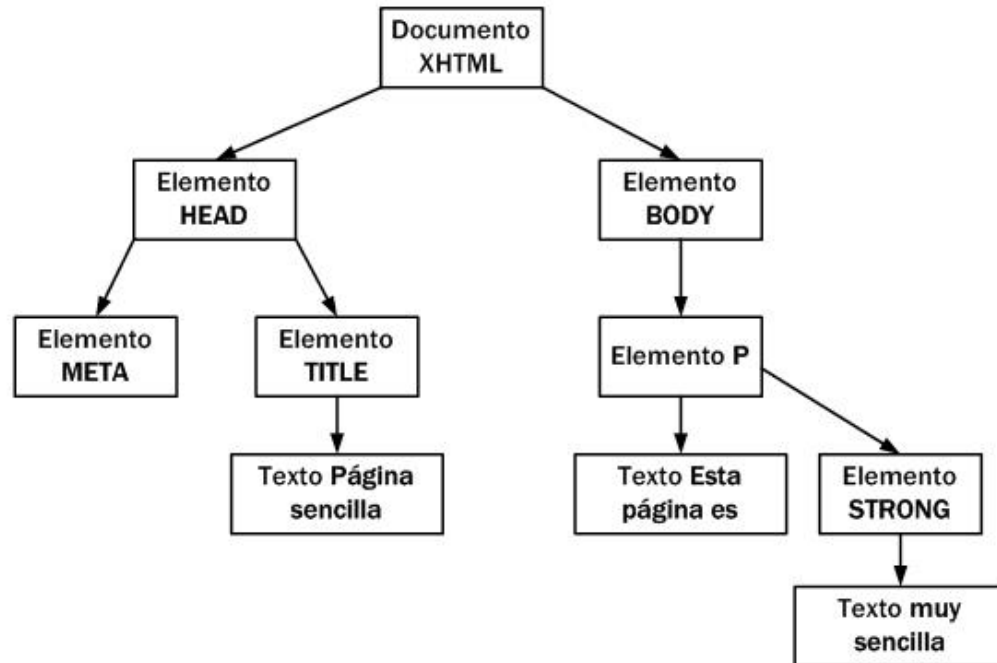 Documento
XHTML
Elemento
HEAD
Elemento
BODY
Elemento
META
Elemento
TITLE
Elemento P
Texto Página
sencilla
Texto Esta
página es
Elemento
STRONG
Texto muy
sencilla